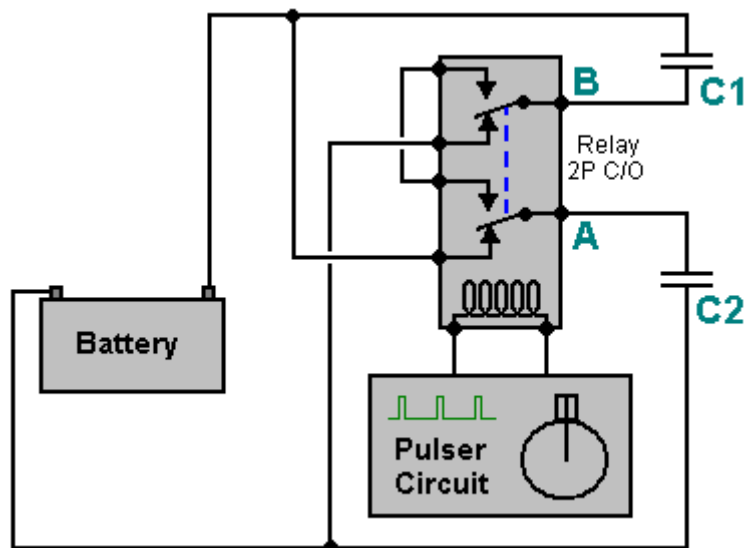 B
C1
Relay
2P C/O
A
C2
Battery
Pulser
Circuit